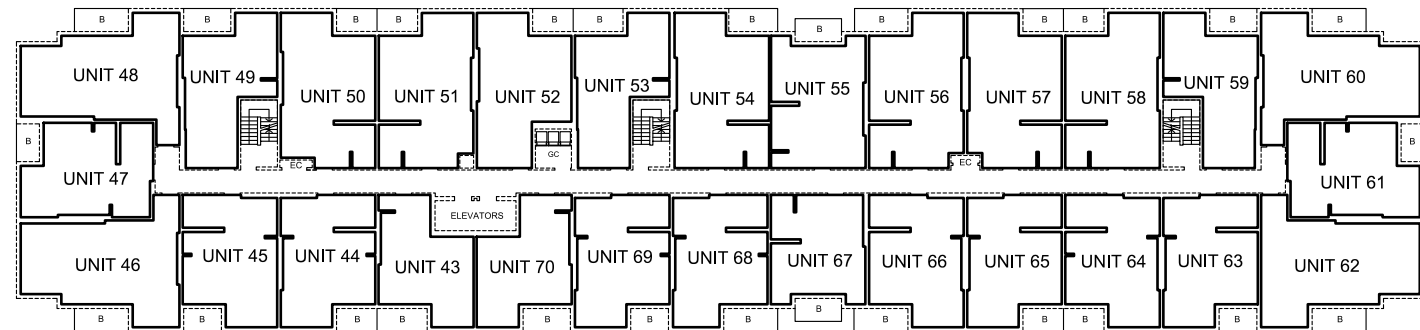 B B B B B B B B B B B B B
UNIT 48
UNIT 49
UNIT 50
UNIT 51
UNIT 52
UNIT 53
UNIT 54
UNIT 55
UNIT 56
UNIT 57
UNIT 58
UNIT 59
UNIT 60
B
UNIT 47
EC
GC
EC
UNIT 61
B
ELEVATORS
UNIT 46
UNIT 45
UNIT 44
UNIT 43
UNIT 70
UNIT 69
UNIT 68
UNIT 67
UNIT 66
UNIT 65
UNIT 64
UNIT 63
UNIT 62
B B B B B B B B B B B B B